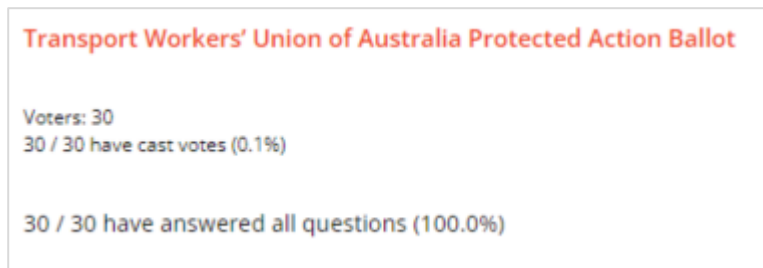 Transport Workers’ Union of Australia Protected Action Ballot
Voters: 30
30 / 30 have cast votes (0.1%)
30 / 30 have answered all questions (100.0%)